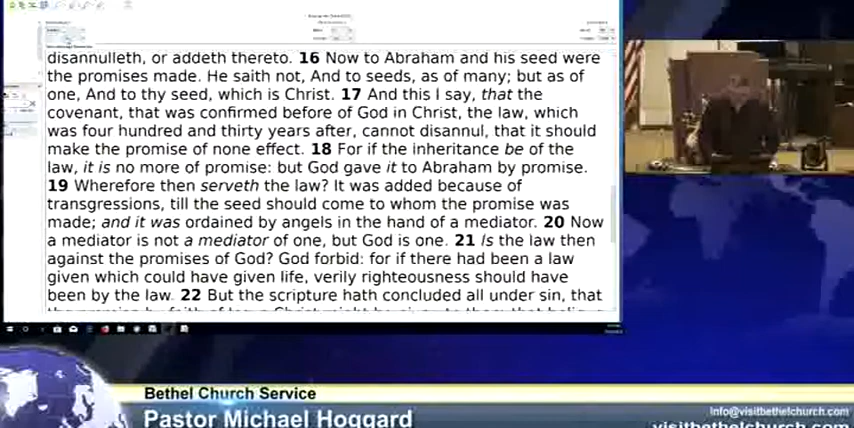 disannulleth, or addeth thereto. 16 Now to Abraham and his seed were
the promises made. He saith not, And to seeds, as of many; but as of
one, And to thy seed, which is Christ. 17 And this I say, that the
covenant, that was confirmed before of God in Christ, the law, which
was four hundred and thirty years after, cannot disannul, that it should
make the promise of none effect. 18 For if the inheritance be of the
law, it is no more of promise: but God gave it to Abraham by promise.
19 Wherefore then serveth the law? It was added because of
transgressions, till the seed should come to whom the promise was
made; and it was ordained by angels in the hand of a mediator. 20 Now
a mediator is not a mediator of one, but God is one. 21 Is the law then
against the promises of God? God forbid: for if there had been a law
given which could have given life, verily righteousness should have
been by the law. 22 But the scripture hath concluded all under sin, that
Bethel Church Service
Pastor Michael Hoggard
Info@visitbethelchurch.com
visitbethelchurch.com